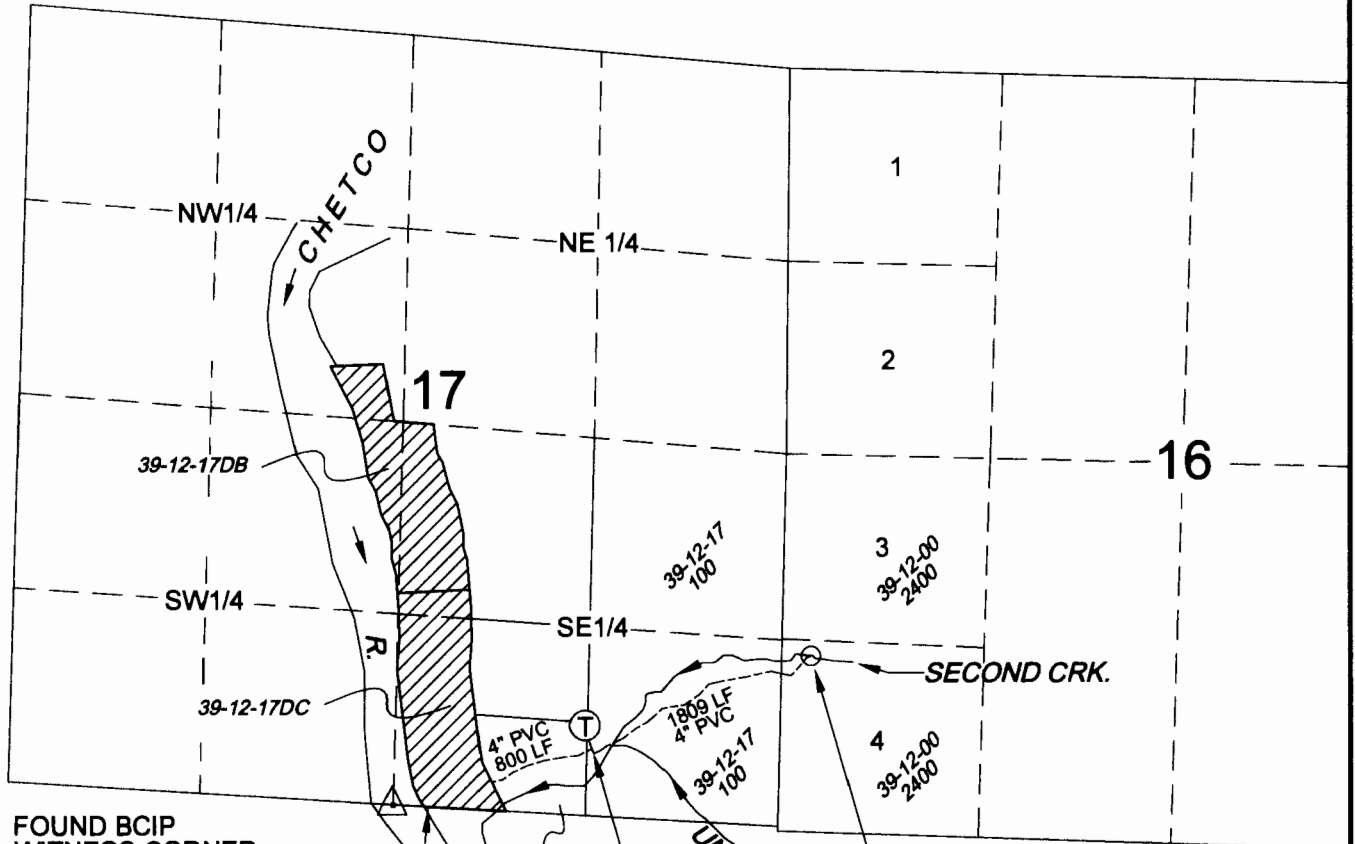 CHETCO
1
NW1/4
NE 1/4
2
17
16
39-12-17DB
39-12-17
100
3
39-12-00
2400
SW1/4
SE1/4
R.
SECOND CRK.
39-12-17DC
4" PVC
800 LF
T
1809 LF
4" PVC
39-12-17
100
4
39-12-00
2400
FOUND BCIP
WITNESS CORNER